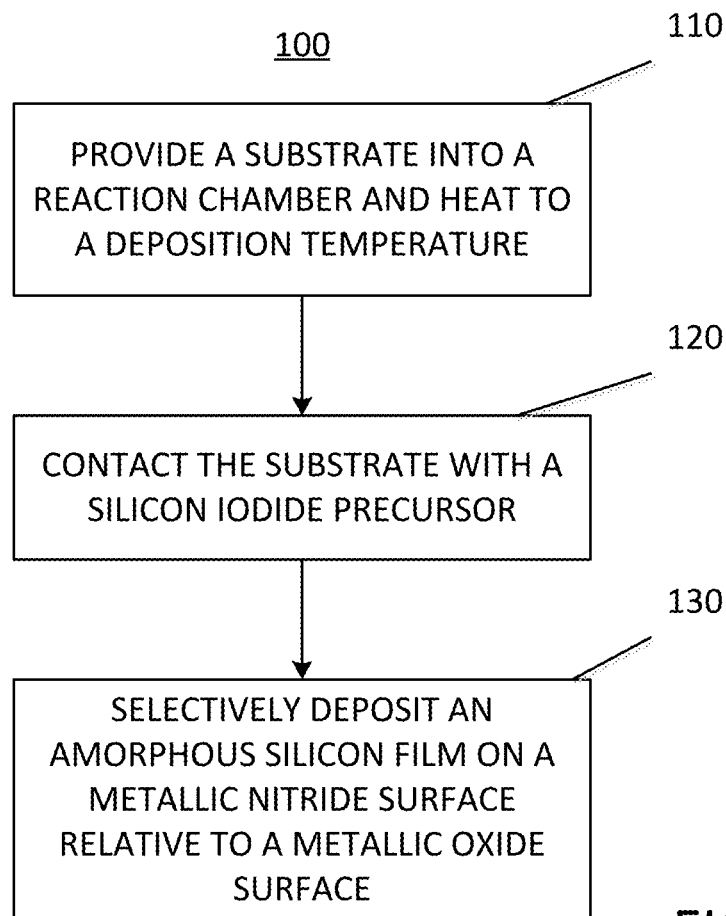 100
110
PROVIDE A SUBSTRATE INTO A
REACTION CHAMBER AND HEAT TO
A DEPOSITION TEMPERATURE
120
CONTACT THE SUBSTRATE WITH A
SILICON IODIDE PRECURSOR
130
SELECTIVELY DEPOSIT AN
AMORPHOUS SILICON FILM ON A
METALLIC NITRIDE SURFACE
RELATIVE TO A METALLIC OXIDE
SURFACE